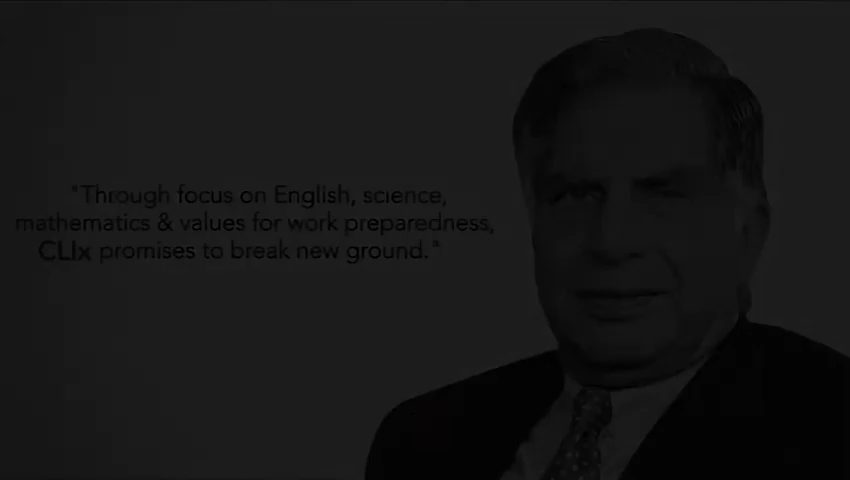 "Through focus on English, science,
mathematics & values for work preparedness,
CLIx promises to break new ground."